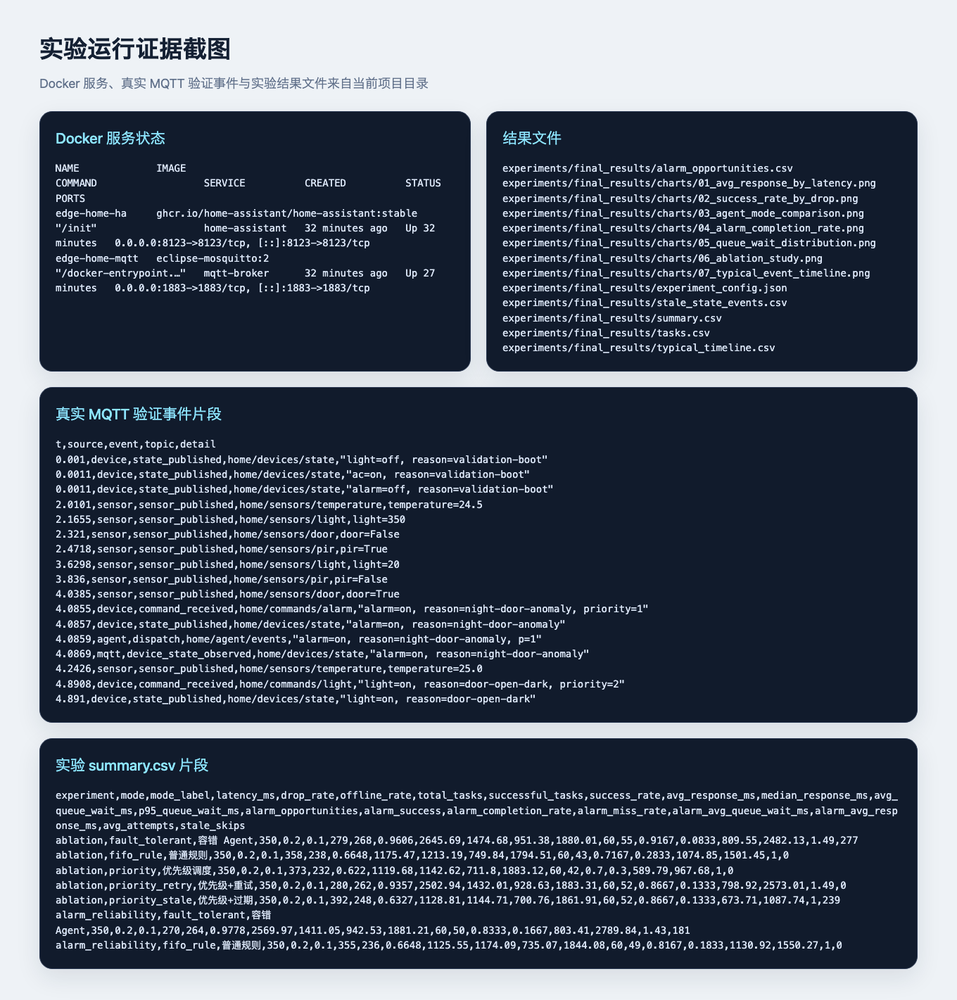 实验运行证据截图
Docker 服务、真实 MQTT 验证事件与实验结果文件来自当前项目目录
Docker 服务状态
NAME             IMAGE
COMMAND                  SERVICE          CREATED          STATUS
PORTS
edge-home-ha     ghcr.io/home-assistant/home-assistant:stable
"/init"                  home-assistant   32 minutes ago   Up 32
minutes   0.0.0.0:8123->8123/tcp, [::]:8123->8123/tcp
edge-home-mqtt   eclipse-mosquitto:2
"/docker-entrypoint.…"   mqtt-broker      32 minutes ago   Up 27
minutes   0.0.0.0:1883->1883/tcp, [::]:1883->1883/tcp
结果文件
experiments/final_results/alarm_opportunities.csv
experiments/final_results/charts/01_avg_response_by_latency.png
experiments/final_results/charts/02_success_rate_by_drop.png
experiments/final_results/charts/03_agent_mode_comparison.png
experiments/final_results/charts/04_alarm_completion_rate.png
experiments/final_results/charts/05_queue_wait_distribution.png
experiments/final_results/charts/06_ablation_study.png
experiments/final_results/charts/07_typical_event_timeline.png
experiments/final_results/experiment_config.json
experiments/final_results/stale_state_events.csv
experiments/final_results/summary.csv
experiments/final_results/tasks.csv
experiments/final_results/typical_timeline.csv
真实 MQTT 验证事件片段
t,source,event,topic,detail
0.001,device,state_published,home/devices/state,"light=off, reason=validation-boot"
0.0011,device,state_published,home/devices/state,"ac=on, reason=validation-boot"
0.0011,device,state_published,home/devices/state,"alarm=off, reason=validation-boot"
2.0101,sensor,sensor_published,home/sensors/temperature,temperature=24.5
2.1655,sensor,sensor_published,home/sensors/light,light=350
2.321,sensor,sensor_published,home/sensors/door,door=False
2.4718,sensor,sensor_published,home/sensors/pir,pir=True
3.6298,sensor,sensor_published,home/sensors/light,light=20
3.836,sensor,sensor_published,home/sensors/pir,pir=False
4.0385,sensor,sensor_published,home/sensors/door,door=True
4.0855,device,command_received,home/commands/alarm,"alarm=on, reason=night-door-anomaly, priority=1"
4.0857,device,state_published,home/devices/state,"alarm=on, reason=night-door-anomaly"
4.0859,agent,dispatch,home/agent/events,"alarm=on, reason=night-door-anomaly, p=1"
4.0869,mqtt,device_state_observed,home/devices/state,"alarm=on, reason=night-door-anomaly"
4.2426,sensor,sensor_published,home/sensors/temperature,temperature=25.0
4.8908,device,command_received,home/commands/light,"light=on, reason=door-open-dark, priority=2"
4.891,device,state_published,home/devices/state,"light=on, reason=door-open-dark"
实验 summary.csv 片段
experiment,mode,mode_label,latency_ms,drop_rate,offline_rate,total_tasks,successful_tasks,success_rate,avg_response_ms,median_response_ms,avg_
queue_wait_ms,p95_queue_wait_ms,alarm_opportunities,alarm_success,alarm_completion_rate,alarm_miss_rate,alarm_avg_queue_wait_ms,alarm_avg_resp
onse_ms,avg_attempts,stale_skips
ablation,fault_tolerant,容错 Agent,350,0.2,0.1,279,268,0.9606,2645.69,1474.68,951.38,1880.01,60,55,0.9167,0.0833,809.55,2482.13,1.49,277
ablation,fifo_rule,普通规则,350,0.2,0.1,358,238,0.6648,1175.47,1213.19,749.84,1794.51,60,43,0.7167,0.2833,1074.85,1501.45,1,0
ablation,priority,优先级调度,350,0.2,0.1,373,232,0.622,1119.68,1142.62,711.8,1883.12,60,42,0.7,0.3,589.79,967.68,1,0
ablation,priority_retry,优先级+重试,350,0.2,0.1,280,262,0.9357,2502.94,1432.01,928.63,1883.31,60,52,0.8667,0.1333,798.92,2573.01,1.49,0
ablation,priority_stale,优先级+过期,350,0.2,0.1,392,248,0.6327,1128.81,1144.71,700.76,1861.91,60,52,0.8667,0.1333,673.71,1087.74,1,239
alarm_reliability,fault_tolerant,容错
Agent,350,0.2,0.1,270,264,0.9778,2569.97,1411.05,942.53,1881.21,60,50,0.8333,0.1667,803.41,2789.84,1.43,181
alarm_reliability,fifo_rule,普通规则,350,0.2,0.1,355,236,0.6648,1125.55,1174.09,735.07,1844.08,60,49,0.8167,0.1833,1130.92,1550.27,1,0